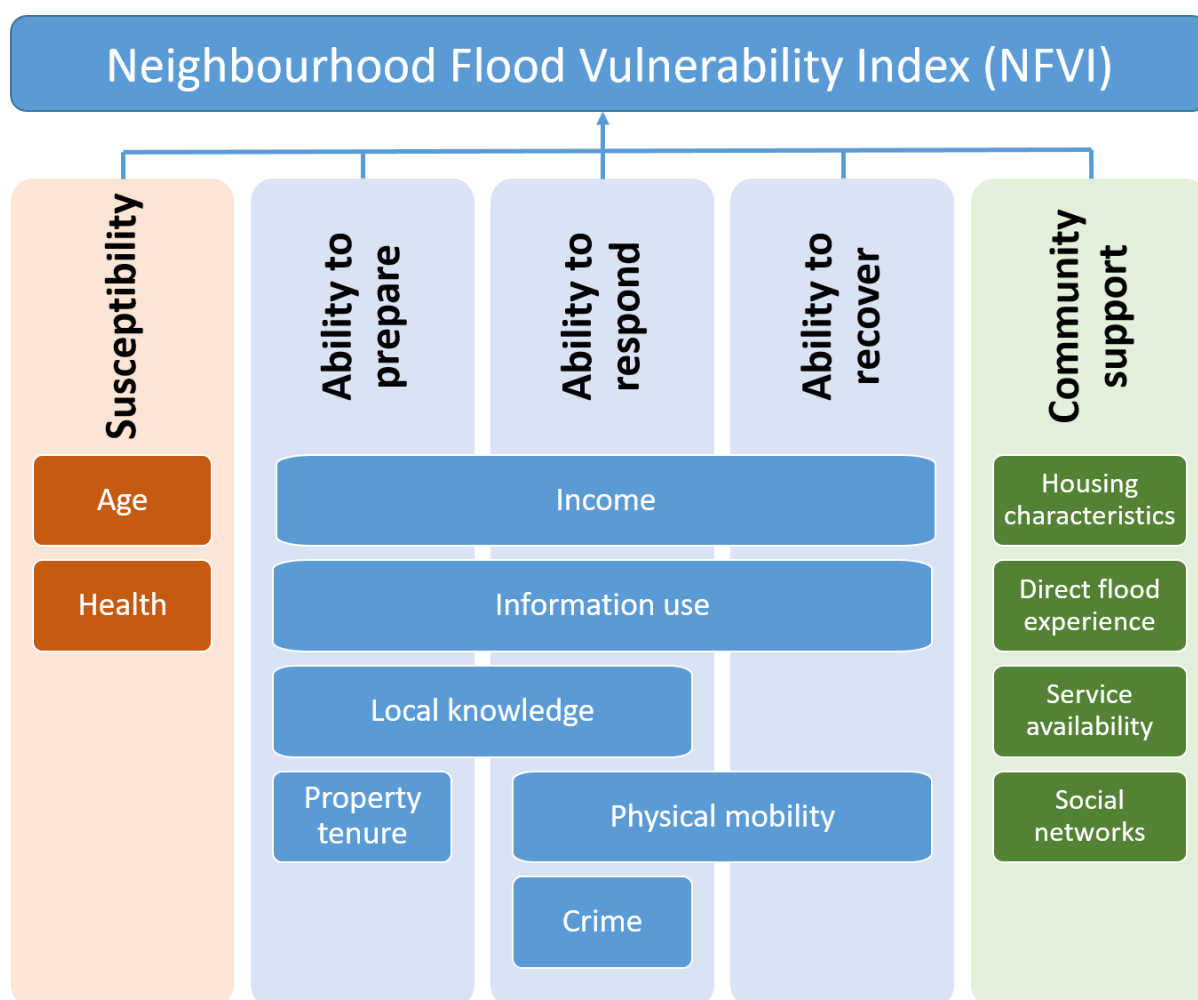 Neighbourhood Flood Vulnerability Index (NFVI)
Susceptibility
Ability to
prepare
Ability to
respond
Ability to
recover
Community
support
Age
Income
Housing
characteristics
Health
Information use
Direct flood
experience
Local knowledge
Service
availability
Property
tenure
Physical mobility
Social
networks
Crime